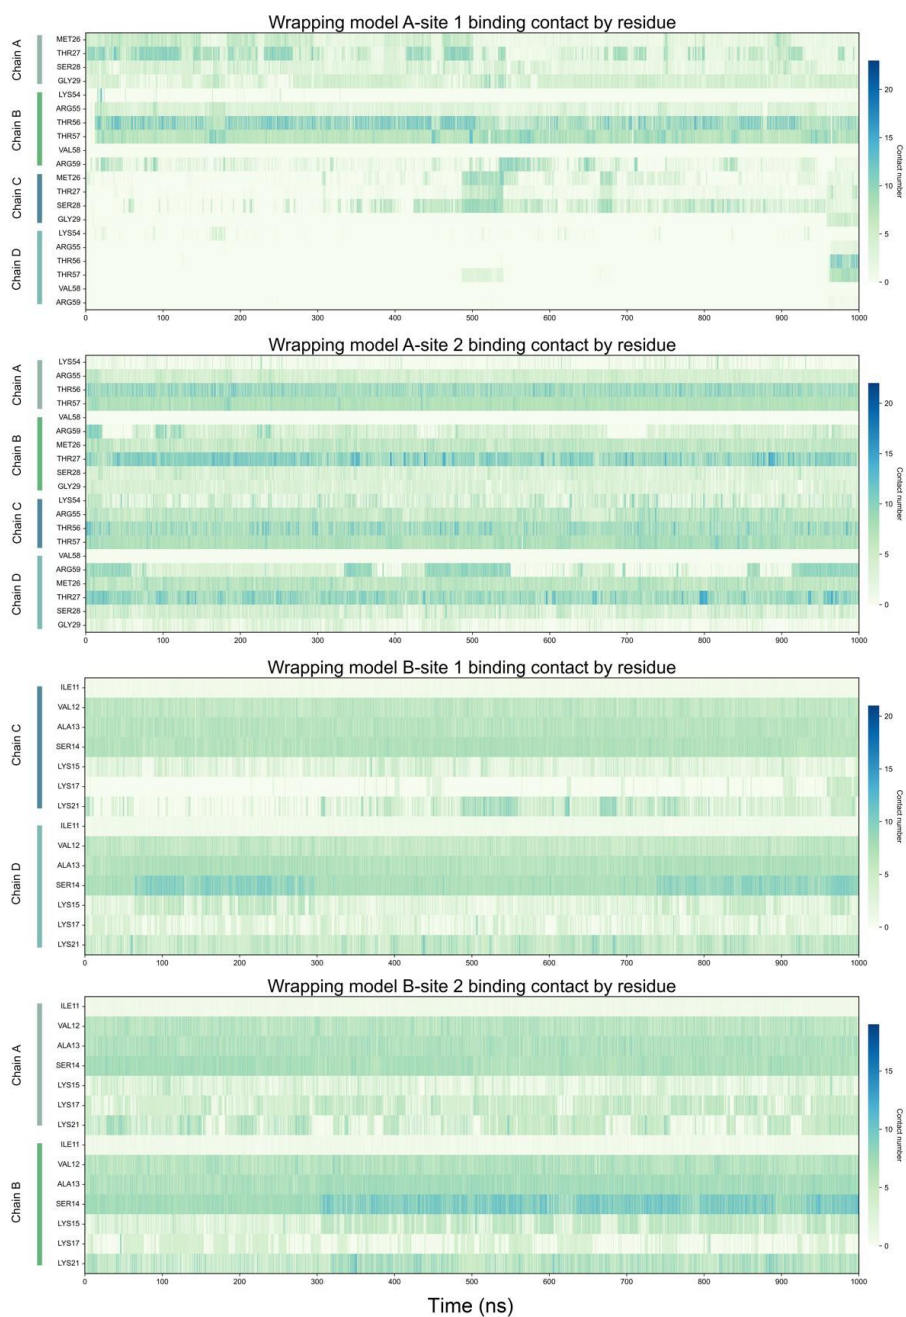 Wrapping model A-site 1 binding contact by residue
Chain A
MET26
THR27
SER28
GLY29
Chain B
LYS54
ARG55
THR56
THR57
VAL58
ARG59
Chain C
MET26
THR27
SER28
GLY29
Chain D
LYS54
ARG55
THR56
THR57
VAL58
ARG59
0 100 200 300 400 500 600 700 800 900 1000
20
15
10
5
0
Contact number
Wrapping model A-site 2 binding contact by residue
Chain A
LYS54
ARG55
THR56
THR57
Chain B
VAL58
ARG59
MET26
THR27
SER28
GLY29
Chain C
LYS54
ARG55
THR56
THR57
Chain D
VAL58
ARG59
MET26
THR27
SER28
GLY29
0 100 200 300 400 500 600 700 800 900 1000
20
15
10
5
0
Contact number
Wrapping model B-site 1 binding contact by residue
Chain C
ILE11
VAL12
ALA13
SER14
LYS15
LYS17
LYS21
Chain D
ILE11
VAL12
ALA13
SER14
LYS15
LYS17
LYS21
0 100 200 300 400 500 600 700 800 900 1000
20
15
10
5
0
Contact number
Wrapping model B-site 2 binding contact by residue
Chain A
ILE11
VAL12
ALA13
SER14
LYS15
LYS17
LYS21
Chain B
ILE11
VAL12
ALA13
SER14
LYS15
LYS17
LYS21
0 100 200 300 400 500 600 700 800 900 1000
15
10
5
0
Contact number
Time (ns)